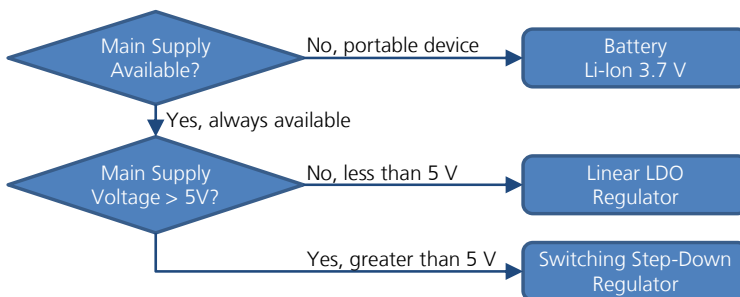 Main Supply
Available?
No, portable device
Battery
Li-Ion 3.7 V
Yes, always available
Main Supply
Voltage > 5V?
No, less than 5 V
Linear LDO
Regulator
Yes, greater than 5 V
Switching Step-Down
Regulator